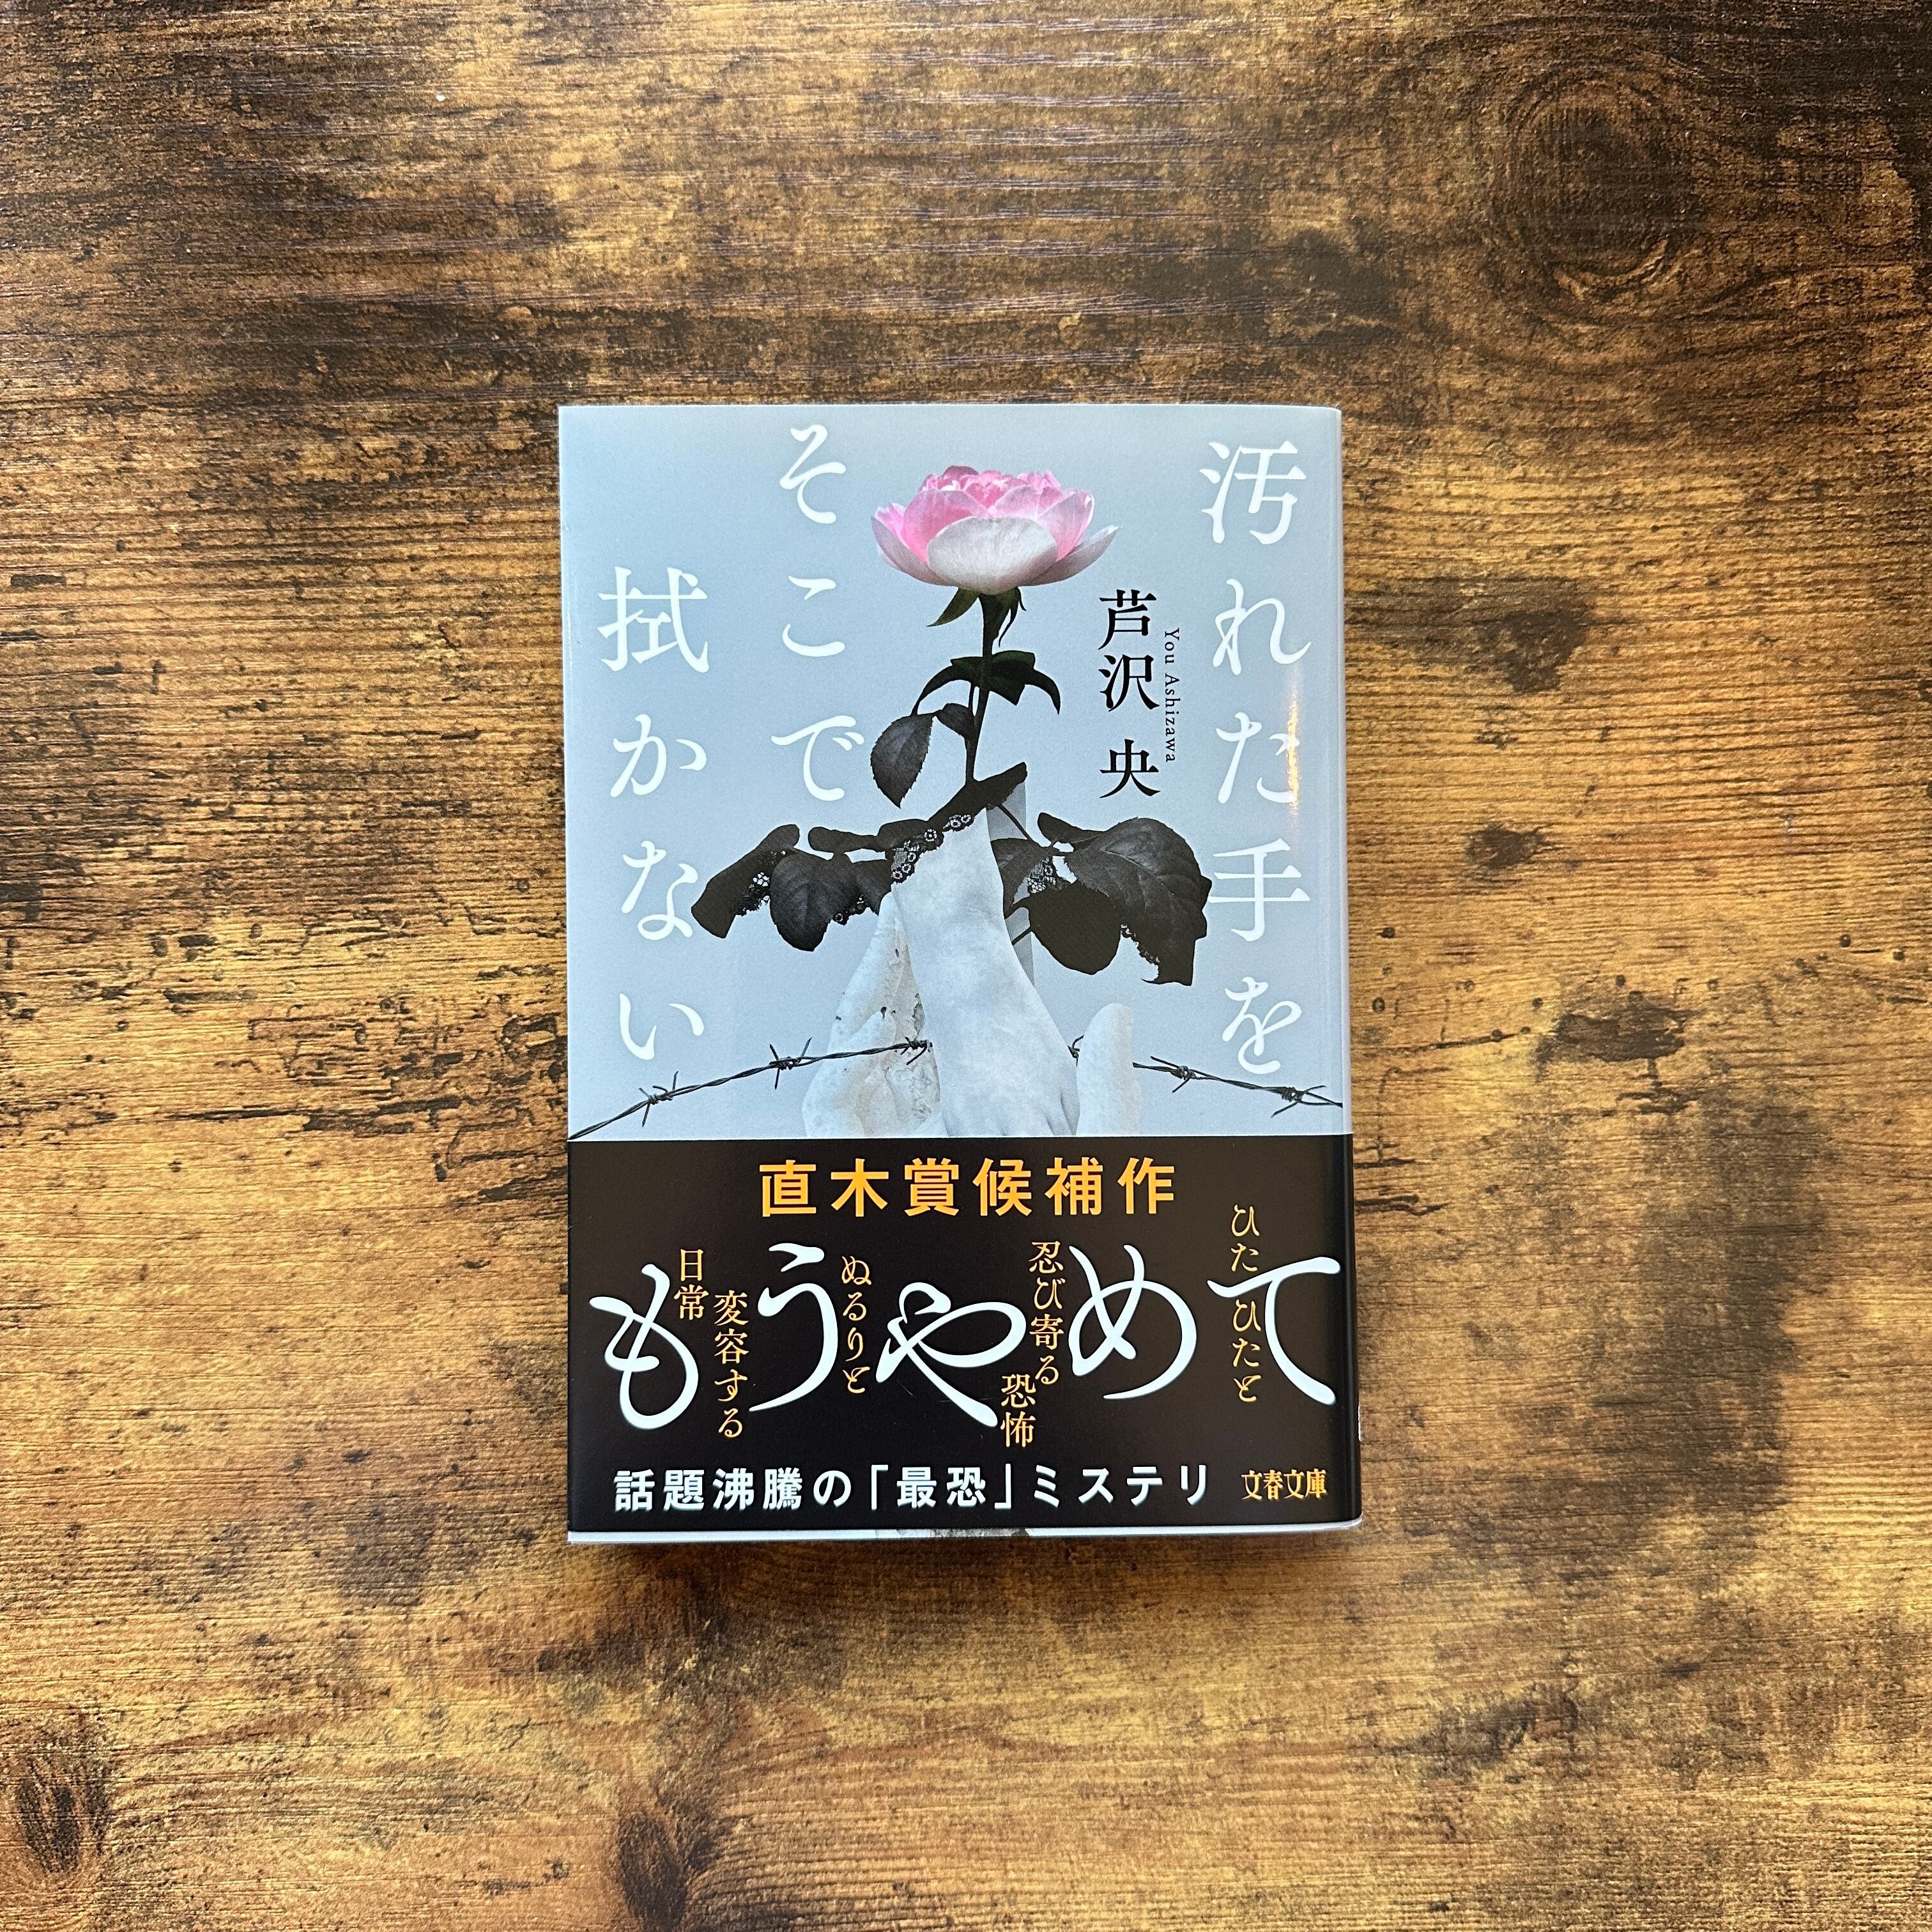 汚れた手を
そこで
拭かない
芦沢 央
You Ashizawa
直木賞候補作
もうやめて
ひたひたと
忍び寄る
恐怖
ぬるりと
変容する
日常
話題沸騰の「最恐」ミステリ
文春文庫